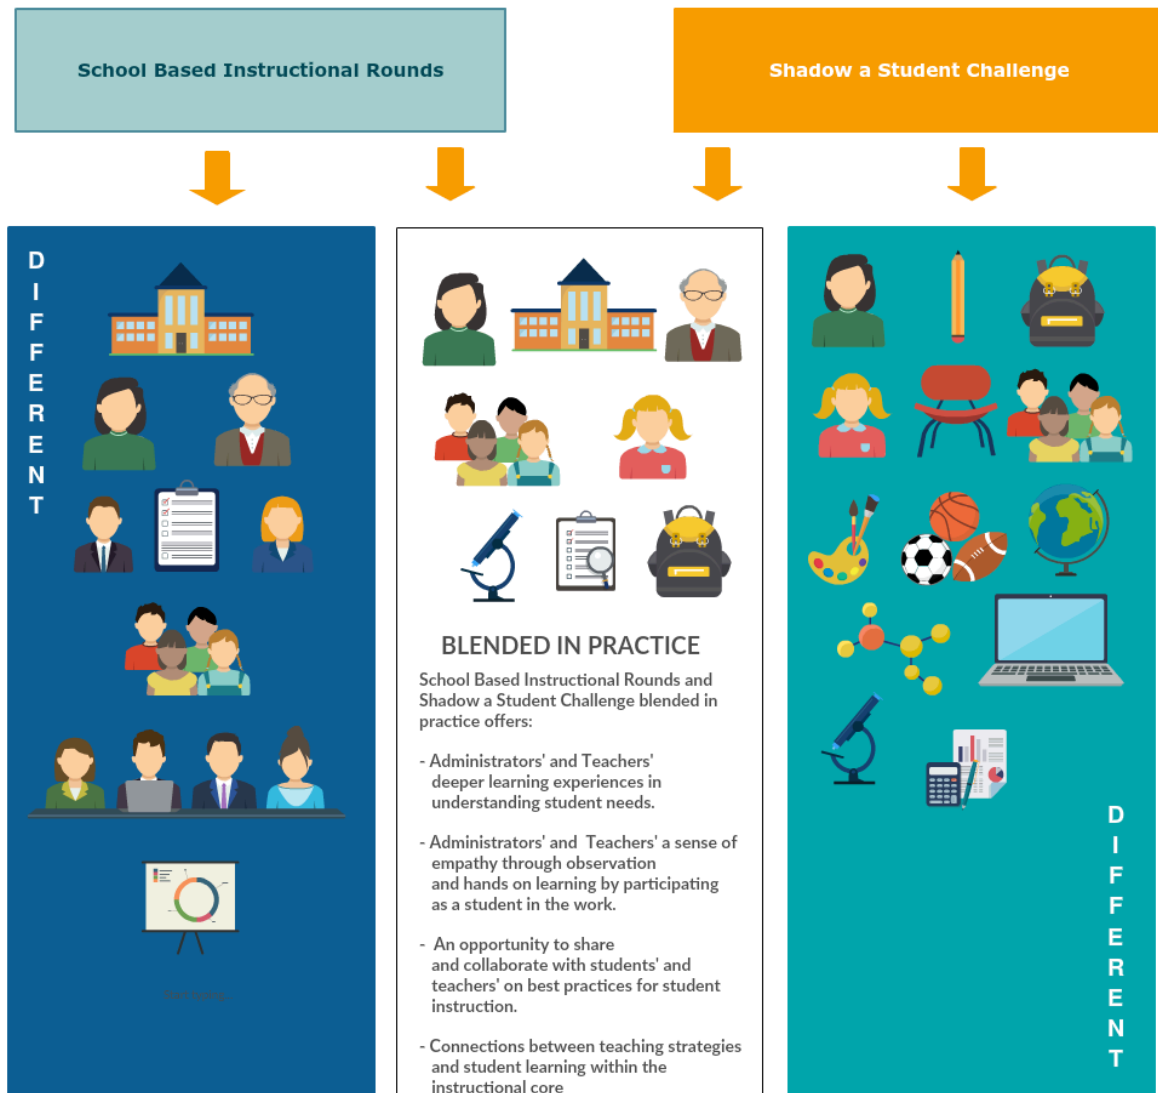 School Based Instructional Rounds
Shadow a Student Challenge
D
I
F
F
E
R
E
N
T
BLENDED IN PRACTICE
School Based Instructional Rounds and
Shadow a Student Challenge blended in
practice offers:
- Administrators' and Teachers'
deeper learning experiences in
understanding student needs.
- Administrators' and  Teachers' a sense of
empathy through observation
and hands on learning by participating
as a student in the work.
-  An opportunity to share
and collaborate with students' and
teachers' on best practices for student
instruction.
- Connections between teaching strategies
and student learning within the
instructional core
D
I
F
F
E
R
E
N
T